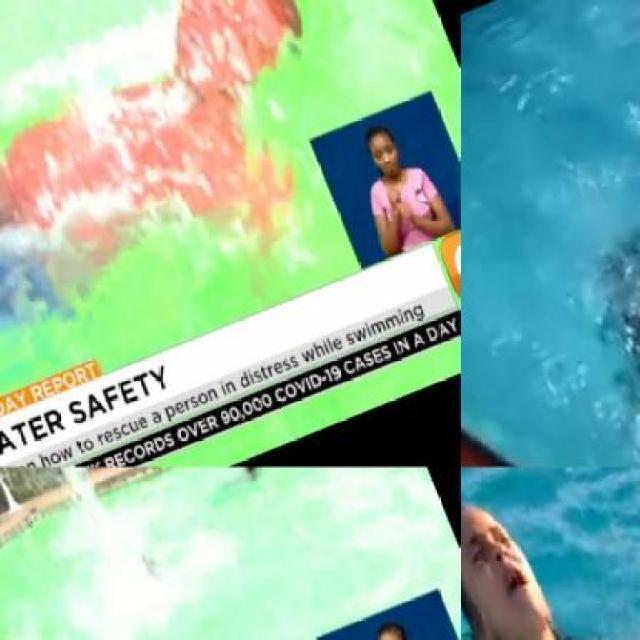 DAY REPORT
ATER SAFETY
how to rescue a person in distress while swimming
RECORDS OVER 90,000 COVID-19 CASES IN A DAY